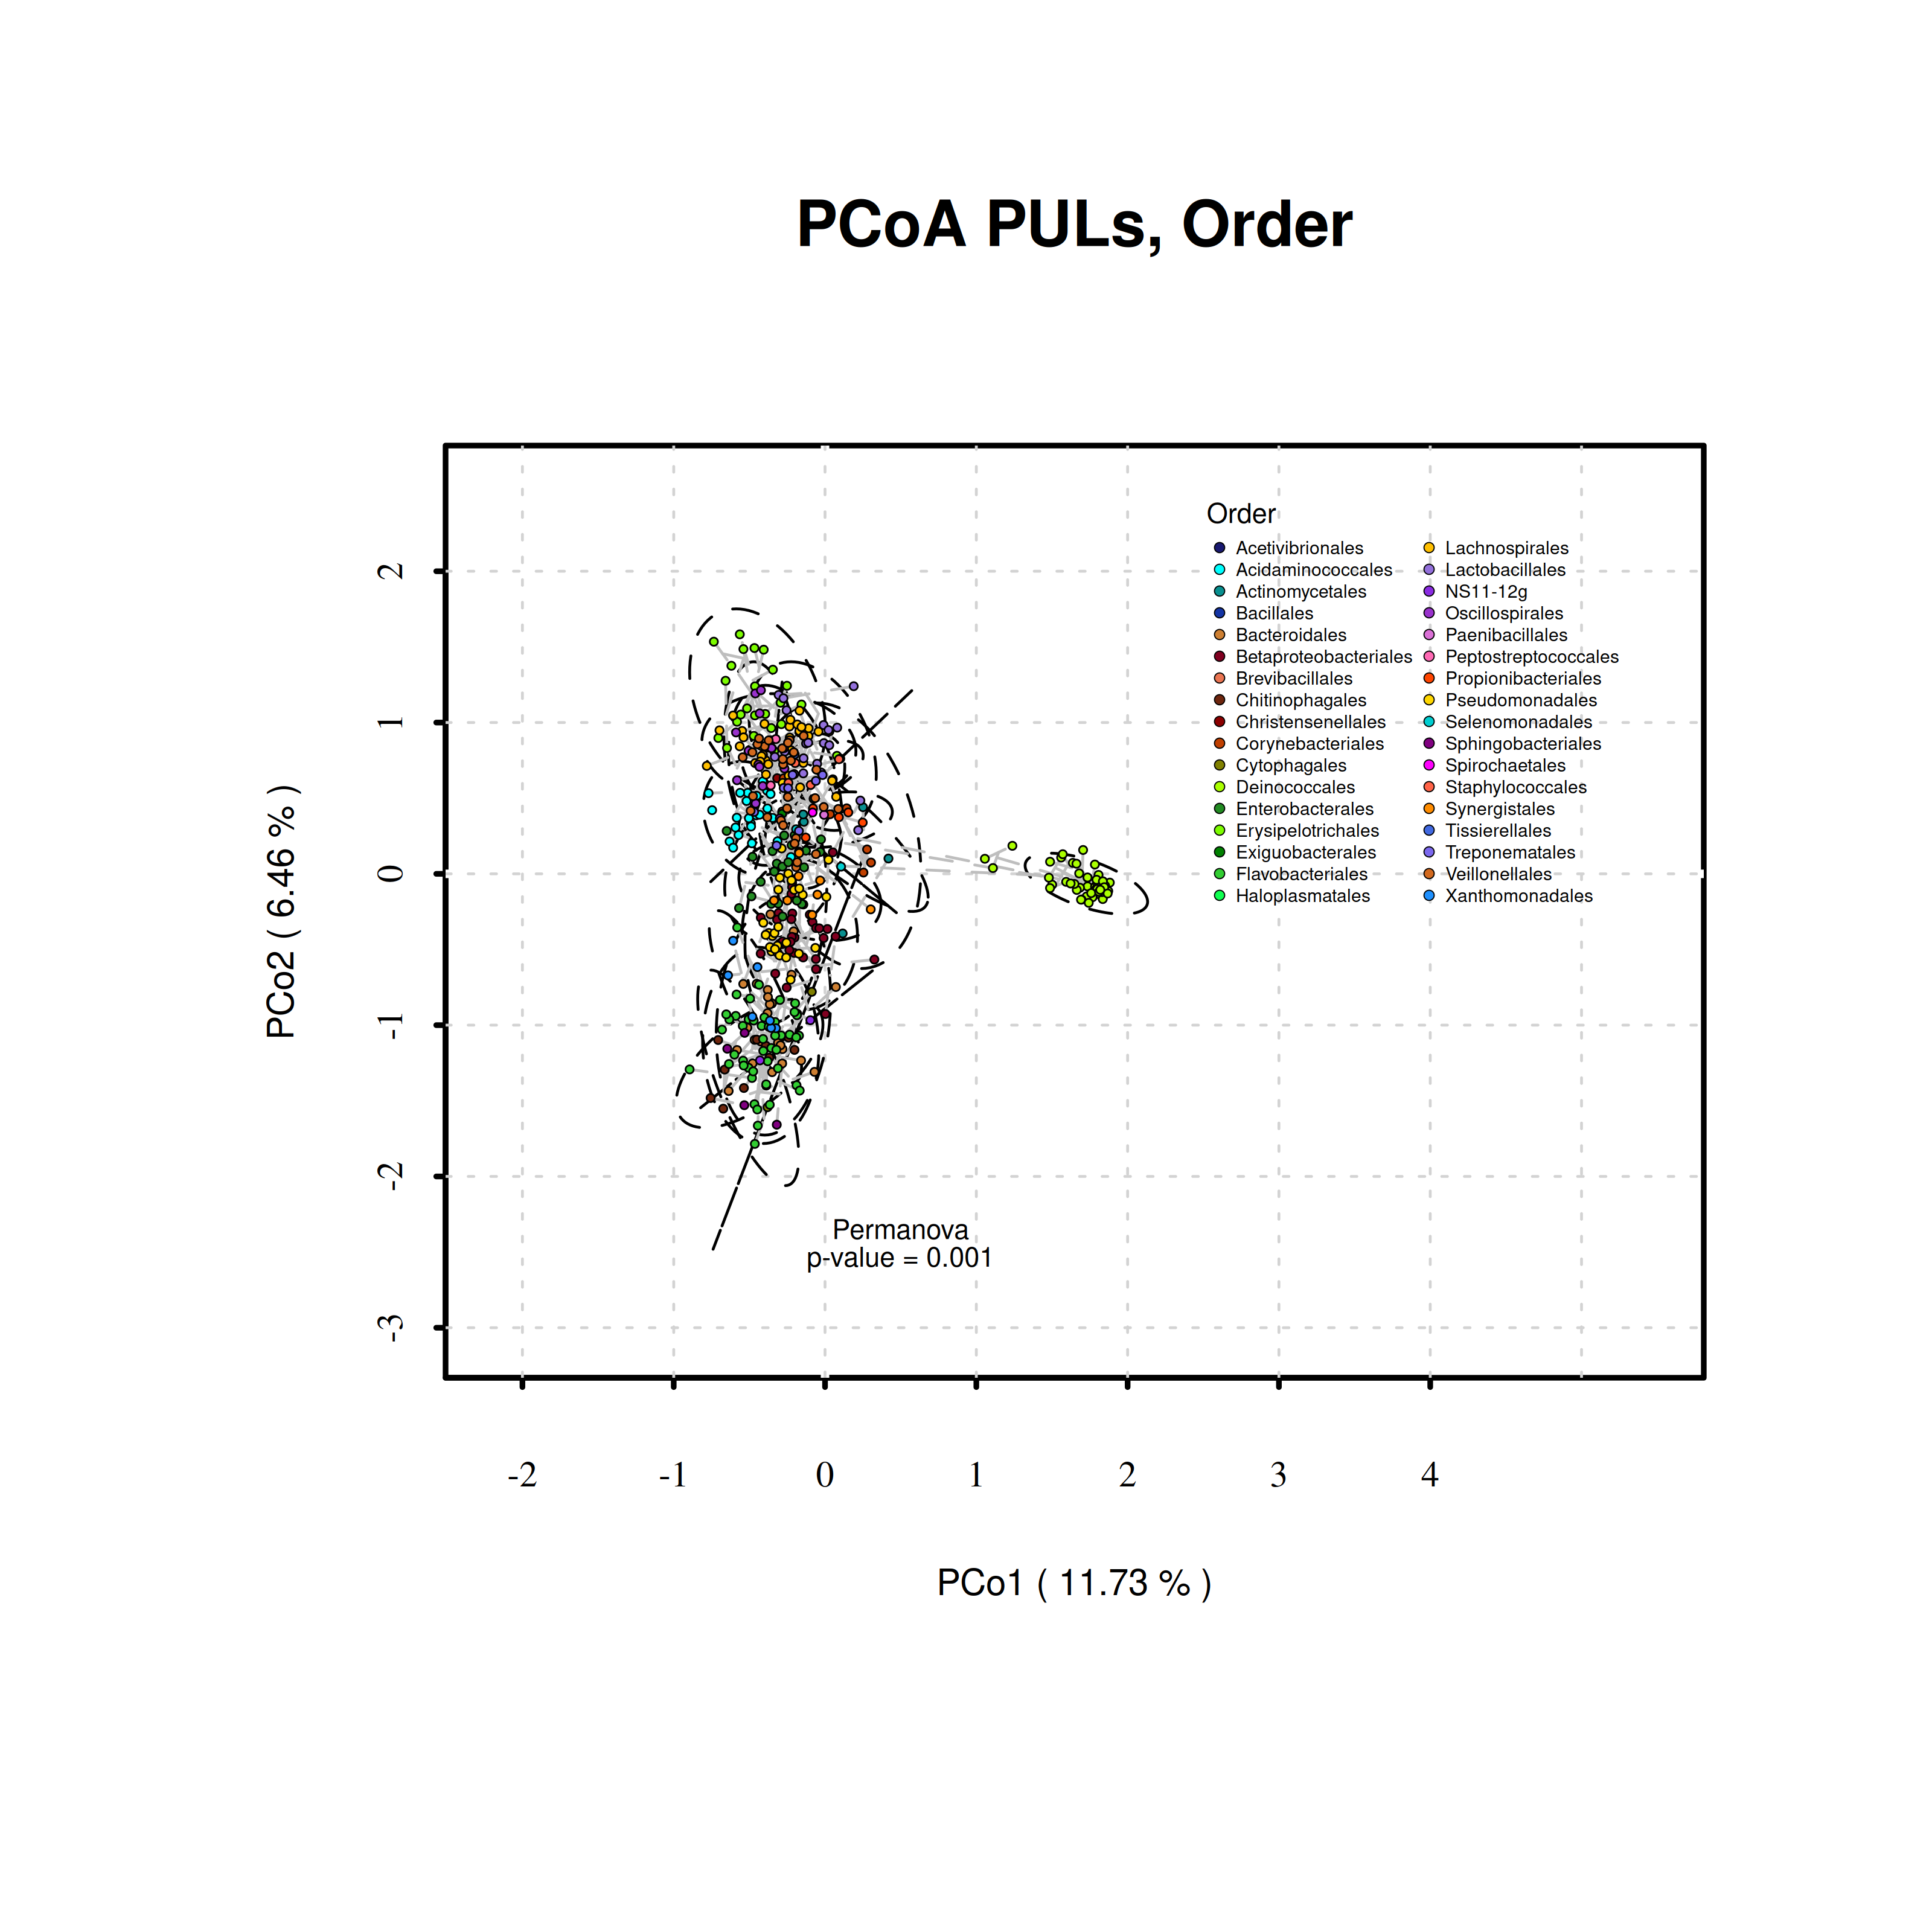 PCoA PULs, Order
Order
Acetivibrionales
Acidaminococcales
Actinomycetales
Bacillales
Bacteroidales
Betaproteobacteriales
Brevibacillales
Chitinophagales
Christensenellales
Corynebacteriales
Cytophagales
Deinococcales
Enterobacterales
Erysipelotrichales
Exiguobacterales
Flavobacteriales
Haloplasmatales
Lachnospirales
Lactobacillales
NS11-12g
Oscillospirales
Paenibacillales
Peptostreptococcales
Propionibacteriales
Pseudomonadales
Selenomonadales
Sphingobacteriales
Spirochaetales
Staphylococcales
Synergistales
Tissierellales
Treponematales
Veillonellales
Xanthomonadales
2
1
0
-1
-2
-3
PCo2 ( 6.46 % )
Permanova
p-value = 0.001
-2 -1 0 1 2 3 4
PCo1 ( 11.73 % )